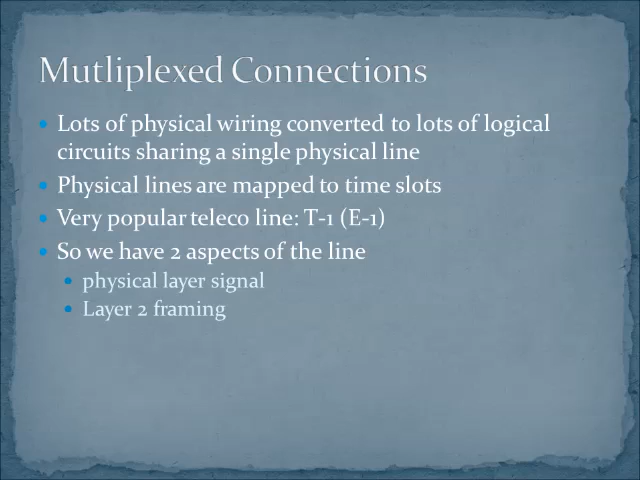 Mutliplexed Connections
• Lots of physical wiring converted to lots of logical
circuits sharing a single physical line
• Physical lines are mapped to time slots
• Very popular teleco line: T-1 (E-1)
• So we have 2 aspects of the line
• physical layer signal
• Layer 2 framing